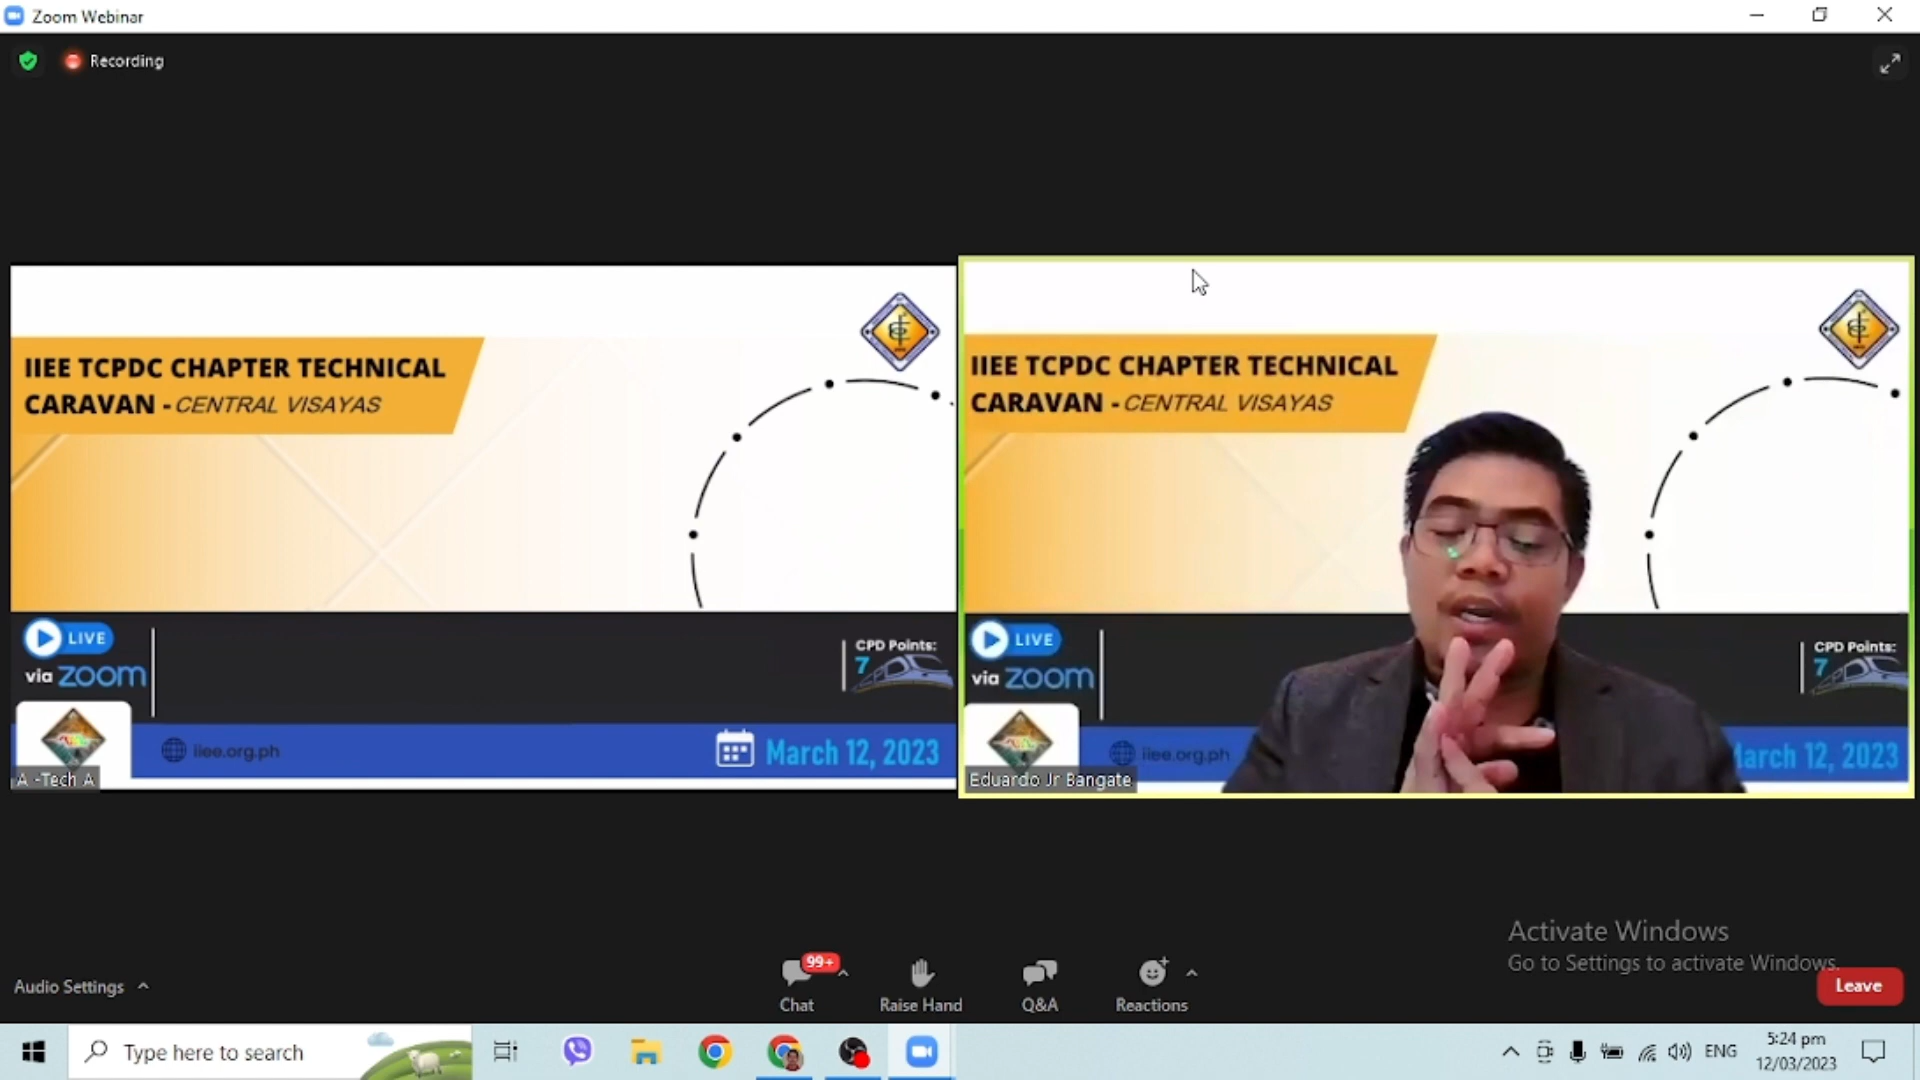 Zoom Webinar
Recording
IIEE TCPDC CHAPTER TECHNICAL
CARAVAN - CENTRAL VISAYAS
LIVE
via zoom
CPD Points:
7
iiee.org.ph
March 12, 2023
A -Tech A
IIEE TCPDC CHAPTER TECHNICAL
CARAVAN - CENTRAL VISAYAS
LIVE
via zoom
CPD Points:
7
iiee.org.ph
March 12, 2023
Eduardo Jr Bangate
Activate Windows
Go to Settings to activate Windows.
Audio Settings
99+
Chat
Raise Hand
Q&A
Reactions
Leave
Type here to search
ENG
5:24 pm
12/03/2023